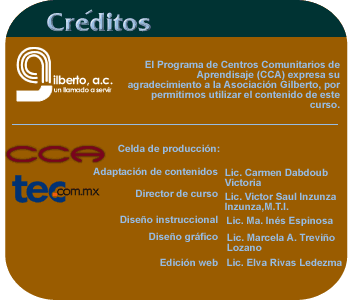 Créditos
Gilberto, a.c.
un llamado a servir
El Programa de Centros Comunitarios de
Aprendisaje (CCA) expresa su
agradecimiento a la Asociación Gilberto, por
permitirnos utilizar el contenido de este
curso.
CCA
tec.com.mx
Celda de producción:
Adaptación de contenidos Lic. Carmen Dabdoub
Victoria
Director de curso Lic. Victor Saul Inzunza
Inzunza,M.T.I.
Diseño instruccional Lic. Ma. Inés Espinosa
Diseño gráfico Lic. Marcela A. Treviño
Lozano
Edición web Lic. Elva Rivas Ledezma